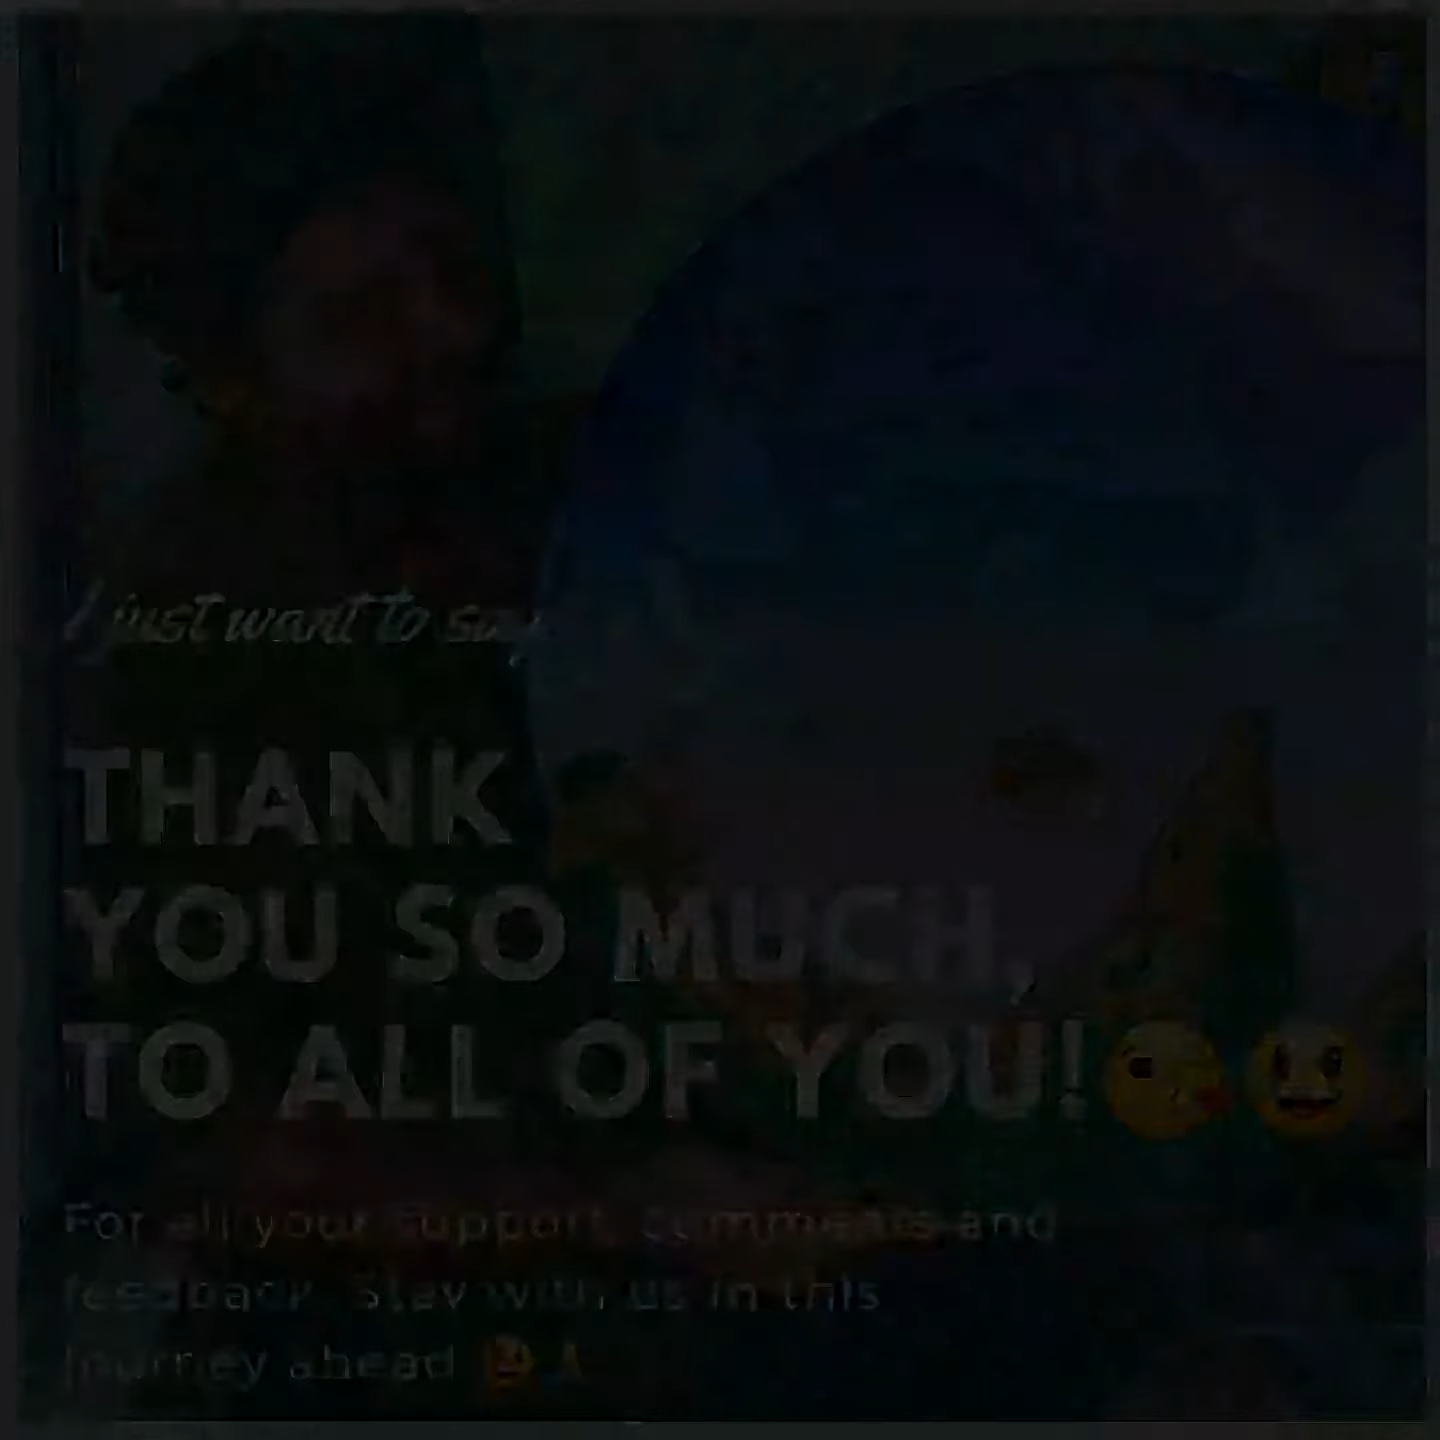 I just want to say
THANK
YOU SO MUCH,
TO ALL OF YOU!😘😃
For all your support, comments and
feedback. Stay with us in this
journey ahead